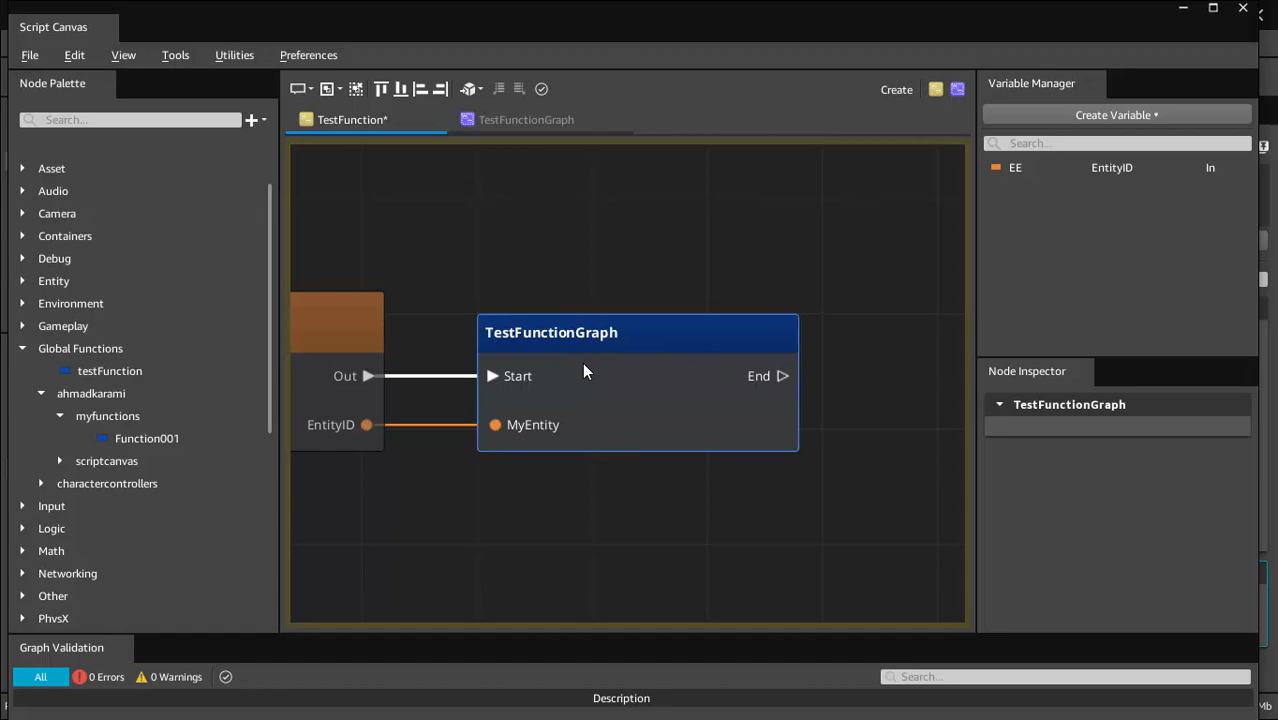 Script Canvas
File Edit View Tools Utilities Preferences
Node Palette
Search...
Asset
Audio
Camera
Containers
Debug
Entity
Environment
Gameplay
Global Functions
testFunction
ahmadkarami
myfunctions
Function001
scriptcanvas
charactercontrollers
Input
Logic
Math
Networking
Other
PhysX
Create
TestFunction* TestFunctionGraph
Out
EntityID
TestFunctionGraph
Start End
MyEntity
Variable Manager
Create Variable
Search...
EE EntityID In
Node Inspector
TestFunctionGraph
Graph Validation
All 0 Errors 0 Warnings Search...
Description
Mb